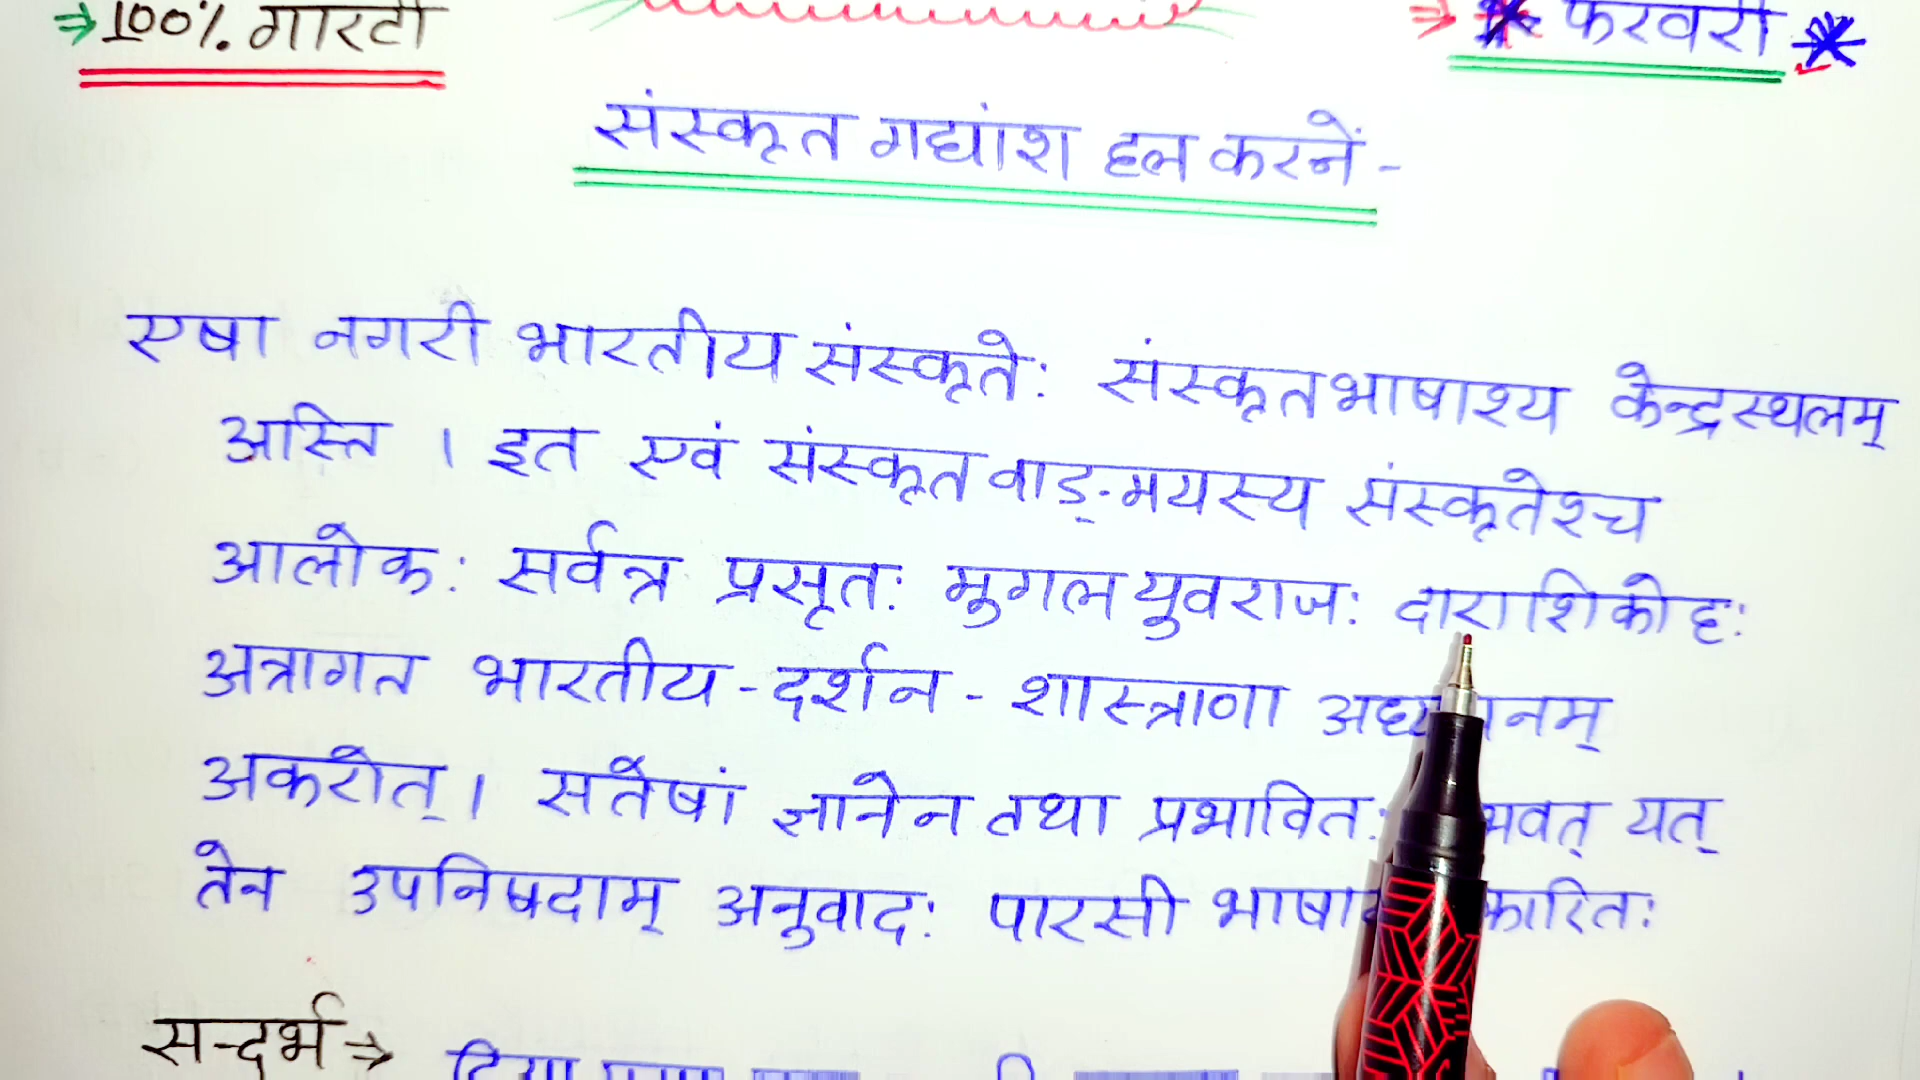 →100% गारंटी
⇒ * फरवरी *
संस्कृत गद्यांश हल करनें -
एषा नगरी भारतीय संस्कृतेः संस्कृतभाषाश्य केन्द्रस्थलम्
अस्ति । इत एवं संस्कृत वाड्.मयस्य संस्कृतेश्च
आलोकः सर्वत्र प्रसृतः मुगल युवराजः दाराशिकोहः
अत्रागत भारतीय - दर्शन - शास्त्राणा
अकरोत् । सतेषां ज्ञानेन तथा प्रभावितः यत्
तेन उपनिषदाम् अनुवादः पारसी कारितः
सन्दर्भ →